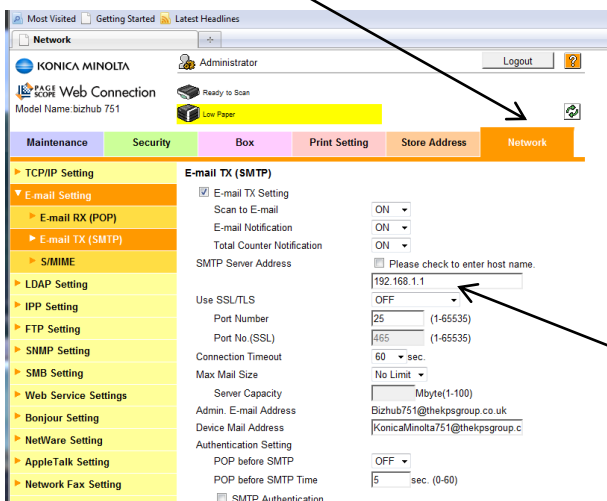 Most Visited Getting Started Latest Headlines
Network
KONICA MINOLTA Administrator Logout ?
PAGE SCOPE Web Connection Ready to Scan
Model Name:bizhub 751 Low Paper
Maintenance Security Box Print Setting Store Address Network
TCP/IP Setting
E-mail Setting
E-mail RX (POP)
E-mail TX (SMTP)
S/MIME
LDAP Setting
IPP Setting
FTP Setting
SNMP Setting
SMB Setting
Web Service Settings
Bonjour Setting
NetWare Setting
AppleTalk Setting
Network Fax Setting
E-mail TX (SMTP)
E-mail TX Setting
Scan to E-mail ON
E-mail Notification ON
Total Counter Notification ON
SMTP Server Address Please check to enter host name.
192.168.1.1
Use SSL/TLS OFF
Port Number 25 (1-65535)
Port No.(SSL) 465 (1-65535)
Connection Timeout 60 sec.
Max Mail Size No Limit
Server Capacity Mbyte(1-100)
Admin. E-mail Address Bizhub751@thekpsgroup.co.uk
Device Mail Address KonicaMinolta751@thekpsgroup.c
Authentication Setting
POP before SMTP OFF
POP before SMTP Time 5 sec. (0-60)
SMTP Authentication